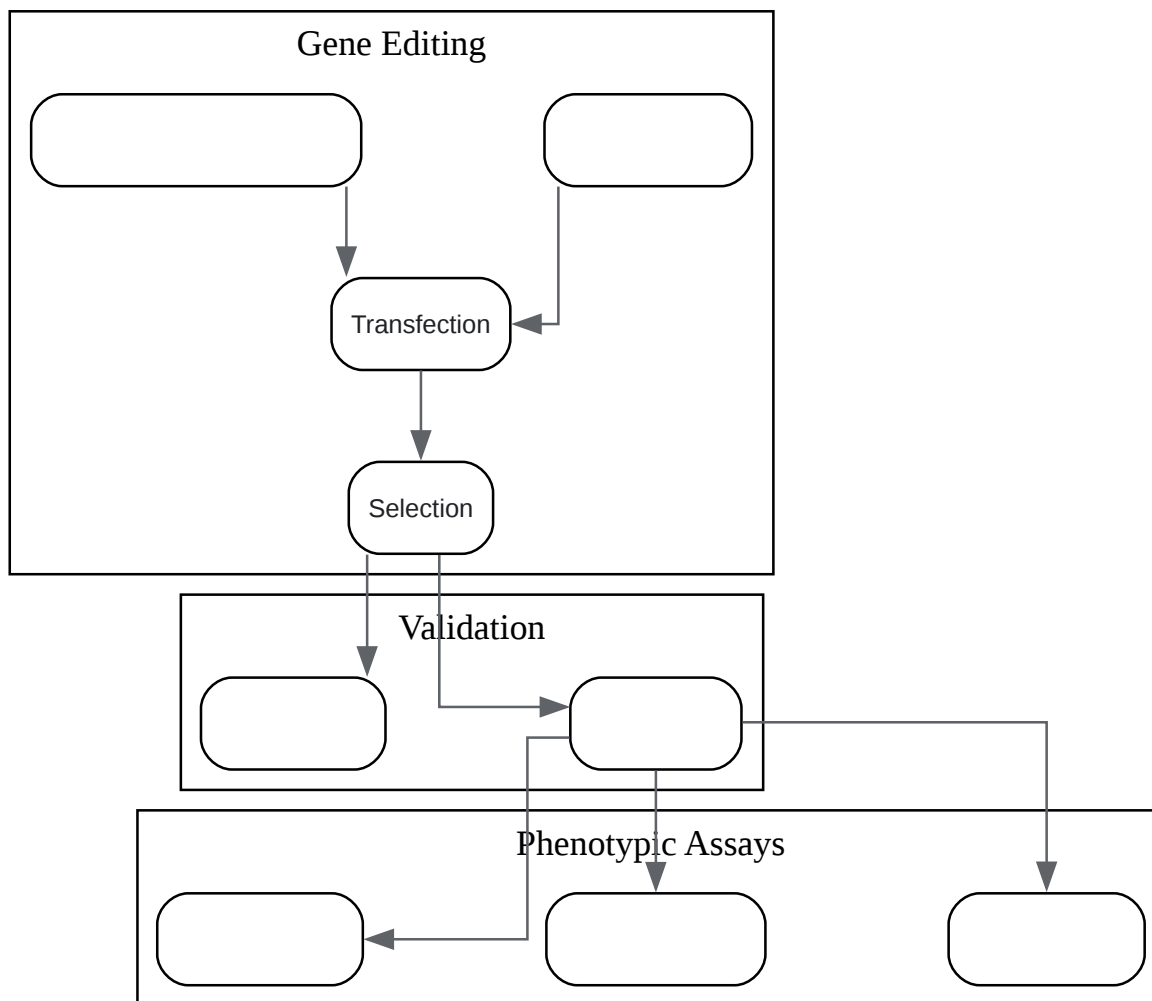 Gene Editing
Transfection
Selection
Validation
Phenotypic Assays